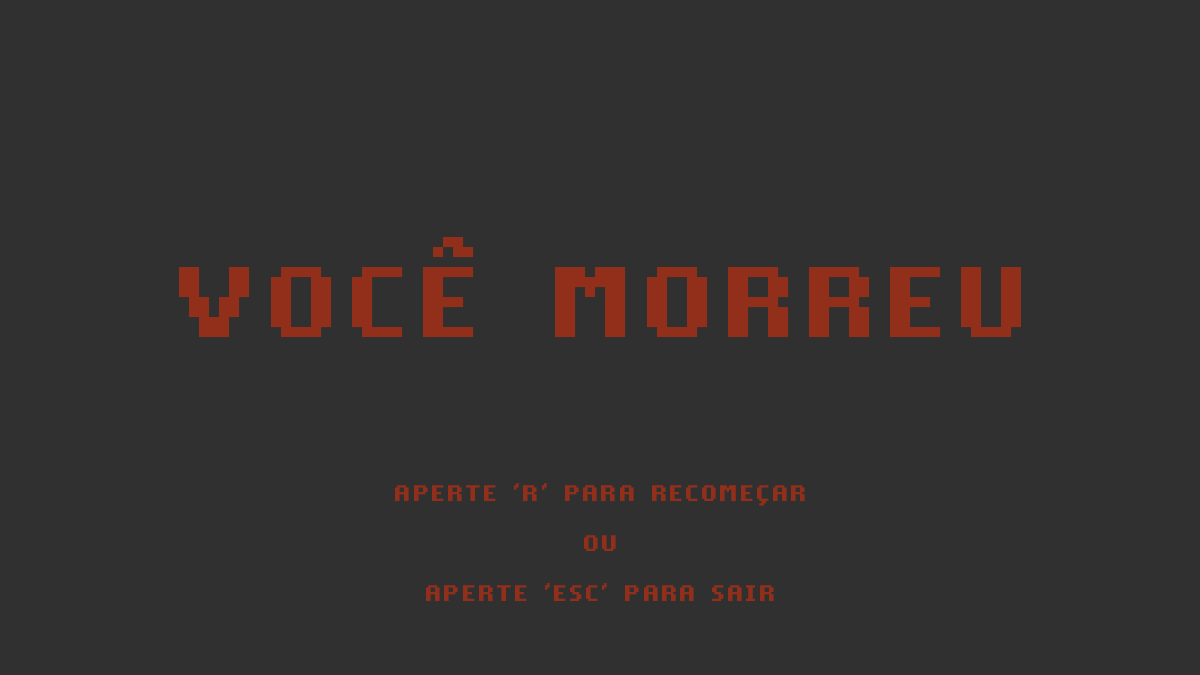 VOCÊ MORREU
APERTE 'R' PARA RECOMEÇAR
OU
APERTE 'ESC' PARA SAIR